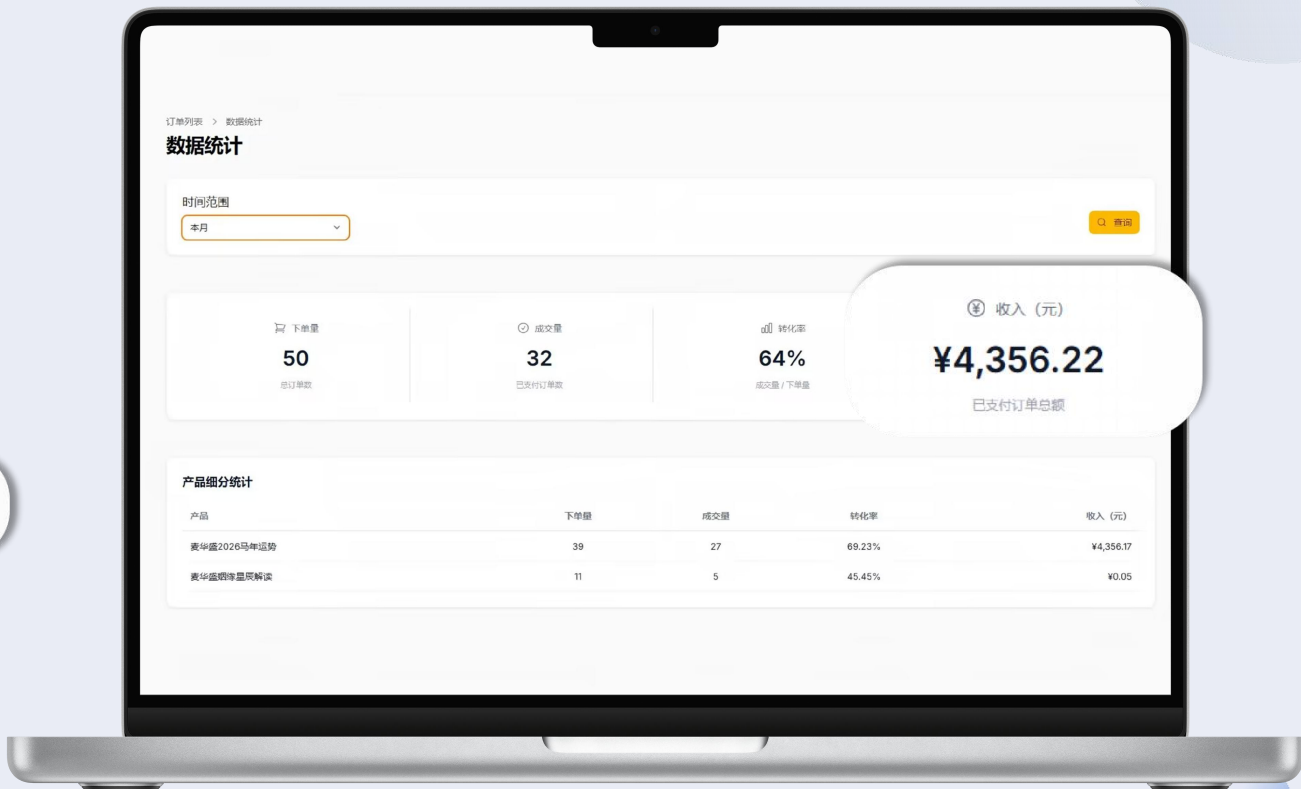 订单列表 > 数据统计
数据统计
时间范围
本月
查询
下单量
50
总订单数
成交量
32
已支付订单数
转化率
64%
成交量 / 下单量
收入（元）
¥4,356.22
已支付订单总额
产品细分统计
产品 下单量 成交量 转化率 收入（元）
麦华盛2026马年运势 39 27 69.23% ¥4,356.17
麦华盛姻缘星辰解读 11 5 45.45% ¥0.05